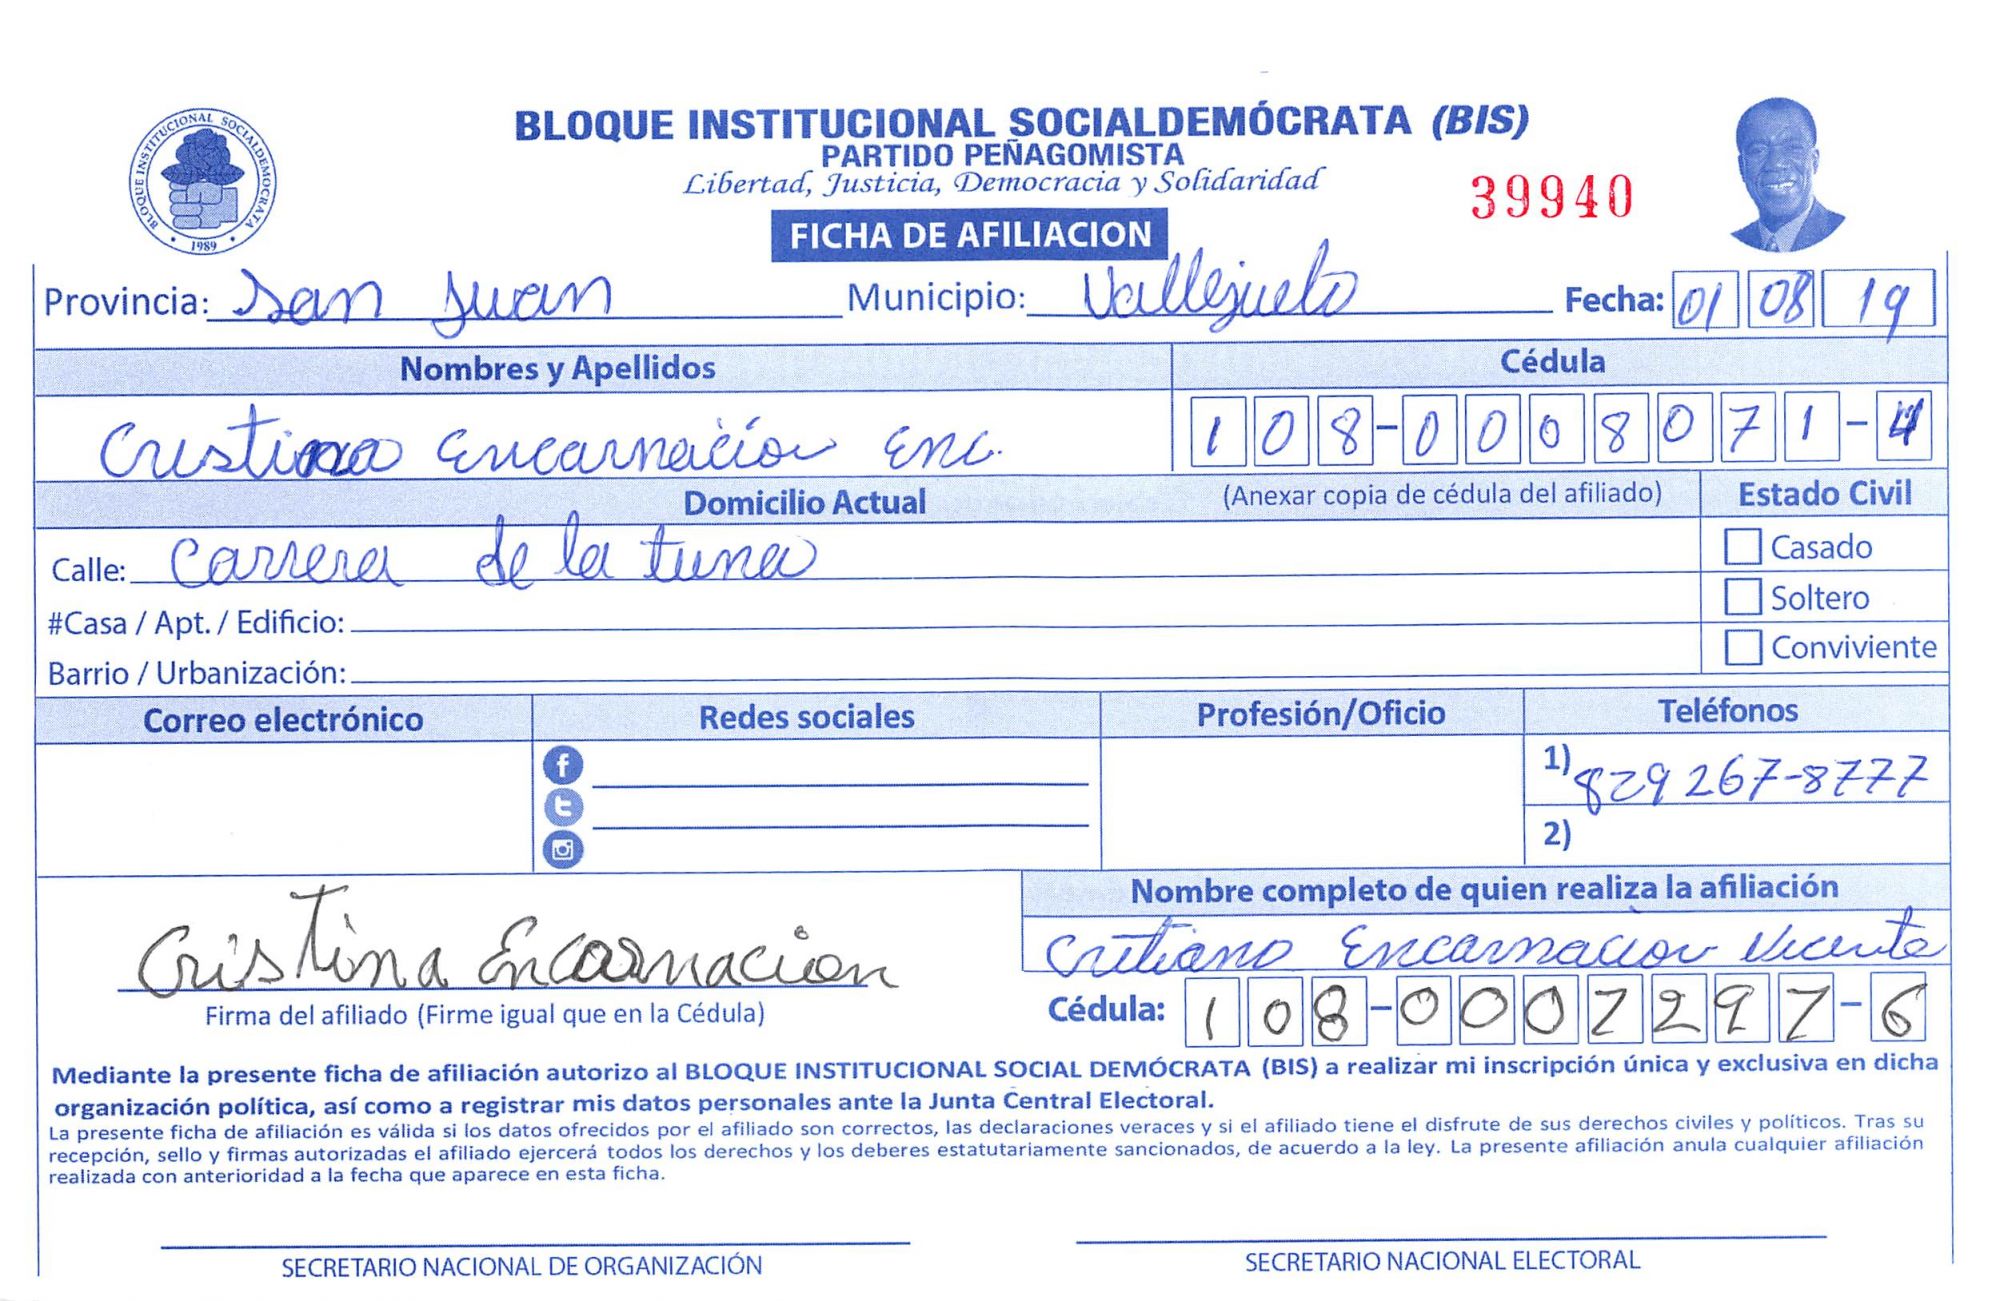 BLOQUE INSTITUCIONAL SOCIALDEMOCRATA
1989
BLOQUE INSTITUCIONAL SOCIALDEMÓCRATA (BIS)
PARTIDO PEÑAGOMISTA
Libertad, Justicia, Democracia y Solidaridad
39940
FICHA DE AFILIACION
Provincia: San Juan Municipio: Vallejuelo Fecha: 01 08 19
Nombres y Apellidos Cédula
Cristina Encarnación Enc. 108-0008071-4
Domicilio Actual (Anexar copia de cédula del afiliado) Estado Civil
Calle: Carrera de la tuna Casado
#Casa / Apt. / Edificio: Soltero
Barrio / Urbanización: Conviviente
Correo electrónico Redes sociales Profesión/Oficio Teléfonos
1) 829 267-8777
2)
Nombre completo de quien realiza la afiliación
Cristina Encarnacion Critiano Encarnacion Vicente
Firma del afiliado (Firme igual que en la Cédula) Cédula: 108-0007297-6
Mediante la presente ficha de afiliación autorizo al BLOQUE INSTITUCIONAL SOCIAL DEMÓCRATA (BIS) a realizar mi inscripción única y exclusiva en dicha
organización política, así como a registrar mis datos personales ante la Junta Central Electoral.
La presente ficha de afiliación es válida si los datos ofrecidos por el afiliado son correctos, las declaraciones veraces y si el afiliado tiene el disfrute de sus derechos civiles y políticos. Tras su
recepción, sello y firmas autorizadas el afiliado ejercerá todos los derechos y los deberes estatutariamente sancionados, de acuerdo a la ley. La presente afiliación anula cualquier afiliación
realizada con anterioridad a la fecha que aparece en esta ficha.
SECRETARIO NACIONAL DE ORGANIZACIÓN SECRETARIO NACIONAL ELECTORAL